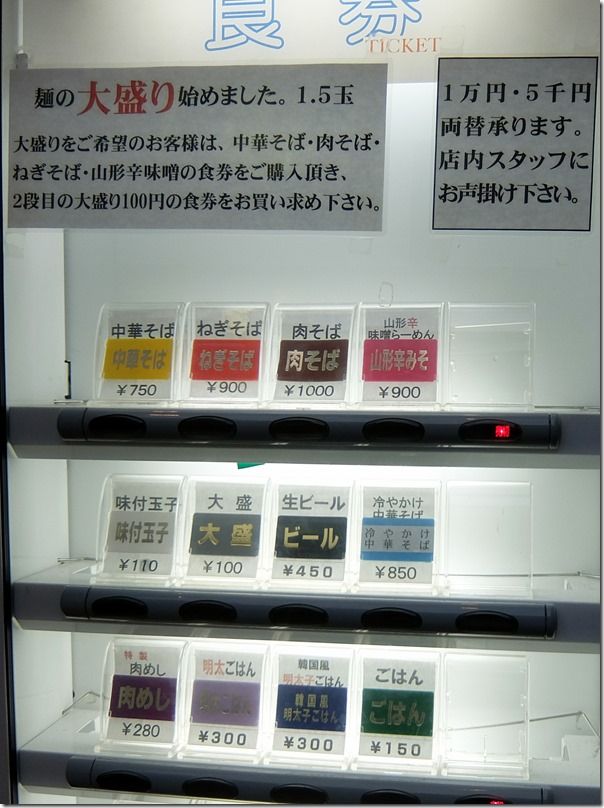 食券
TICKET
麺の大盛り始めました。1.5玉
大盛りをご希望のお客様は、中華そば・肉そば・
ねぎそば・山形辛味噌の食券をご購入頂き、
2段目の大盛り100円の食券をお買い求め下さい。
1万円・5千円
両替承ります。
店内スタッフに
お声掛け下さい。
中華そば
中華そば
¥750
ねぎそば
ねぎそば
¥900
肉そば
肉そば
¥1000
山形辛
味噌らーめん
山形辛みそ
¥900
味付玉子
味付玉子
¥110
大盛
大盛
¥100
生ビール
ビール
¥450
冷やかけ
中華そば
冷やかけ
中華そば
¥850
特製
肉めし
肉めし
¥280
明太ごはん
明太ごはん
¥300
韓国風
明太子ごはん
韓国風
明太子ごはん
¥300
ごはん
ごはん
¥150